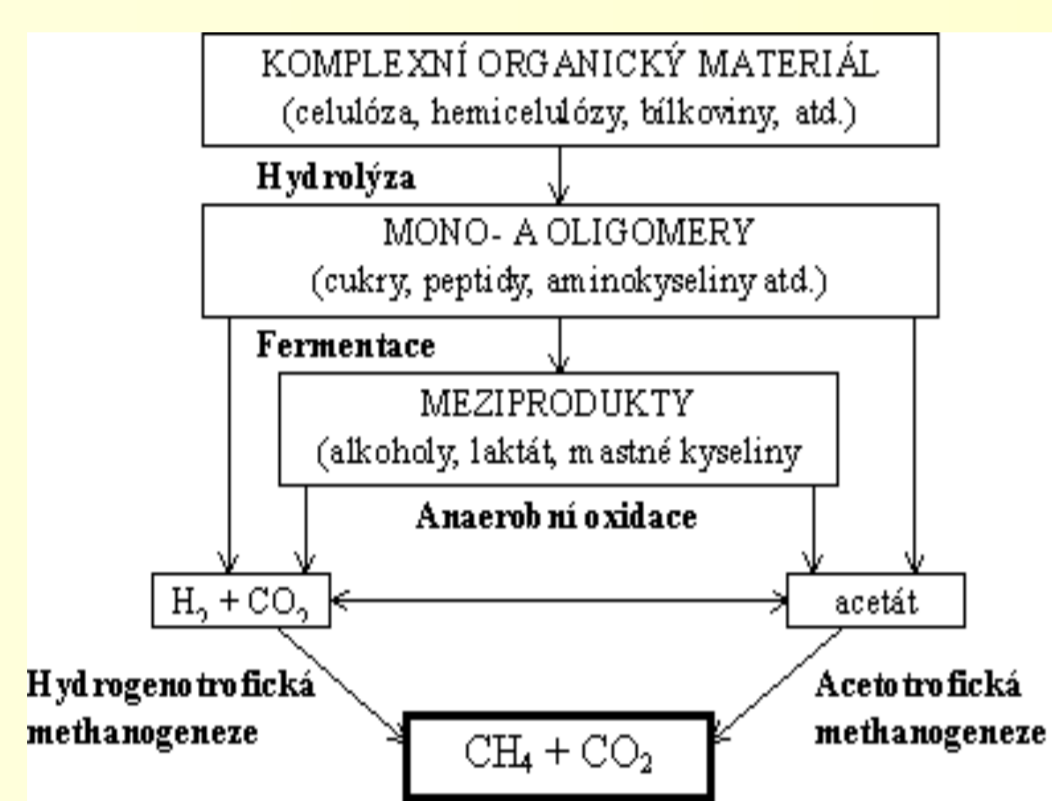 KOMPLEXNÍ ORGANICKÝ MATERIÁL
(celulóza, hemicelulózy, bílkoviny, atd.)
Hydrolýza
MONO- A OLIGOMERY
(cukry, peptidy, aminokyseliny atd.)
Fermentace
MEZIPRODUKTY
(alkoholy, laktát, mastné kyseliny
Anaerobní oxidace
H₂ + CO₂
acetát
Hydrogenotrofická
methanogeneze
Acetotrofická
methanogeneze
CH₄ + CO₂